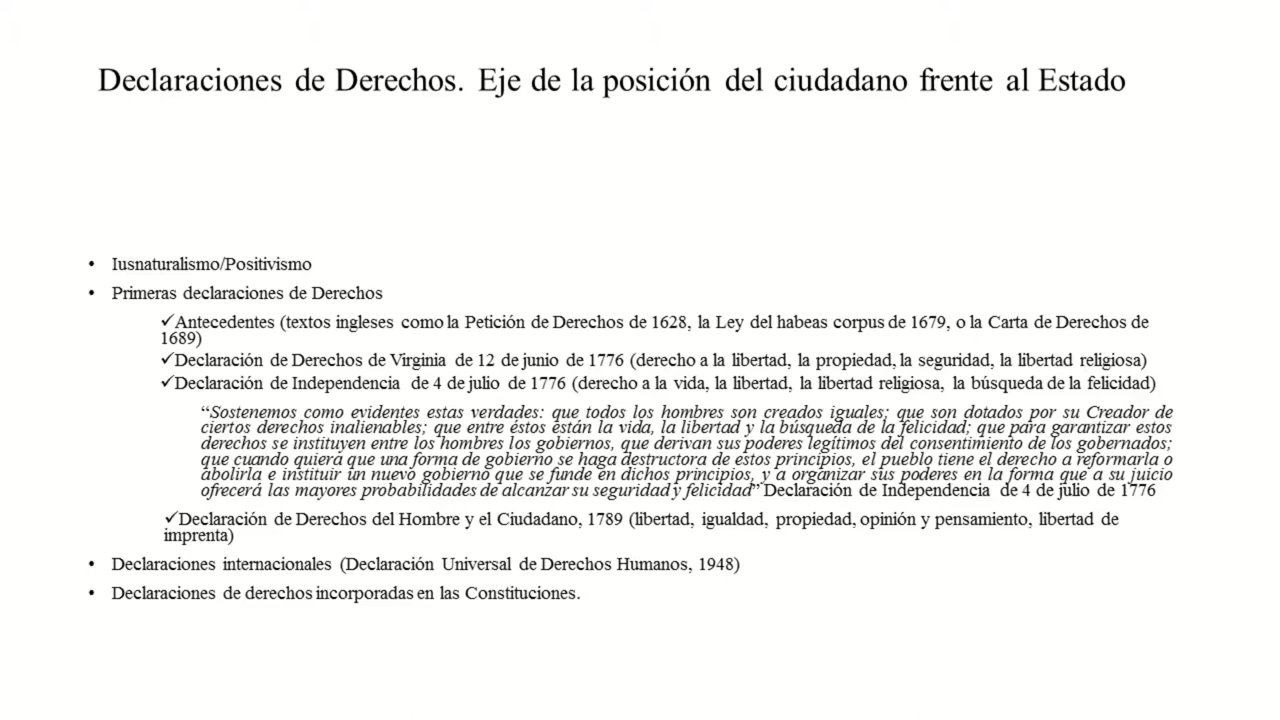 Declaraciones de Derechos. Eje de la posición del ciudadano frente al Estado
• Iusnaturalismo/Positivismo
• Primeras declaraciones de Derechos
✓Antecedentes (textos ingleses como la Petición de Derechos de 1628, la Ley del habeas corpus de 1679, o la Carta de Derechos de
1689)
✓Declaración de Derechos de Virginia de 12 de junio de 1776 (derecho a la libertad, la propiedad, la seguridad, la libertad religiosa)
✓Declaración de Independencia de 4 de julio de 1776 (derecho a la vida, la libertad, la libertad religiosa, la búsqueda de la felicidad)
“Sostenemos como evidentes estas verdades: que todos los hombres son creados iguales; que son dotados por su Creador de
ciertos derechos inalienables; que entre éstos están la vida, la libertad y la búsqueda de la felicidad; que para garantizar estos
derechos se instituyen entre los hombres los gobiernos, que derivan sus poderes legítimos del consentimiento de los gobernados;
que cuando quiera que una forma de gobierno se haga destructora de estos principios, el pueblo tiene el derecho a reformarla o
abolirla e instituir un nuevo gobierno que se funde en dichos principios, y a organizar sus poderes en la forma que a su juicio
ofrecerá las mayores probabilidades de alcanzar su seguridad y felicidad” Declaración de Independencia de 4 de julio de 1776
✓Declaración de Derechos del Hombre y el Ciudadano, 1789 (libertad, igualdad, propiedad, opinión y pensamiento, libertad de
imprenta)
• Declaraciones internacionales (Declaración Universal de Derechos Humanos, 1948)
• Declaraciones de derechos incorporadas en las Constituciones.